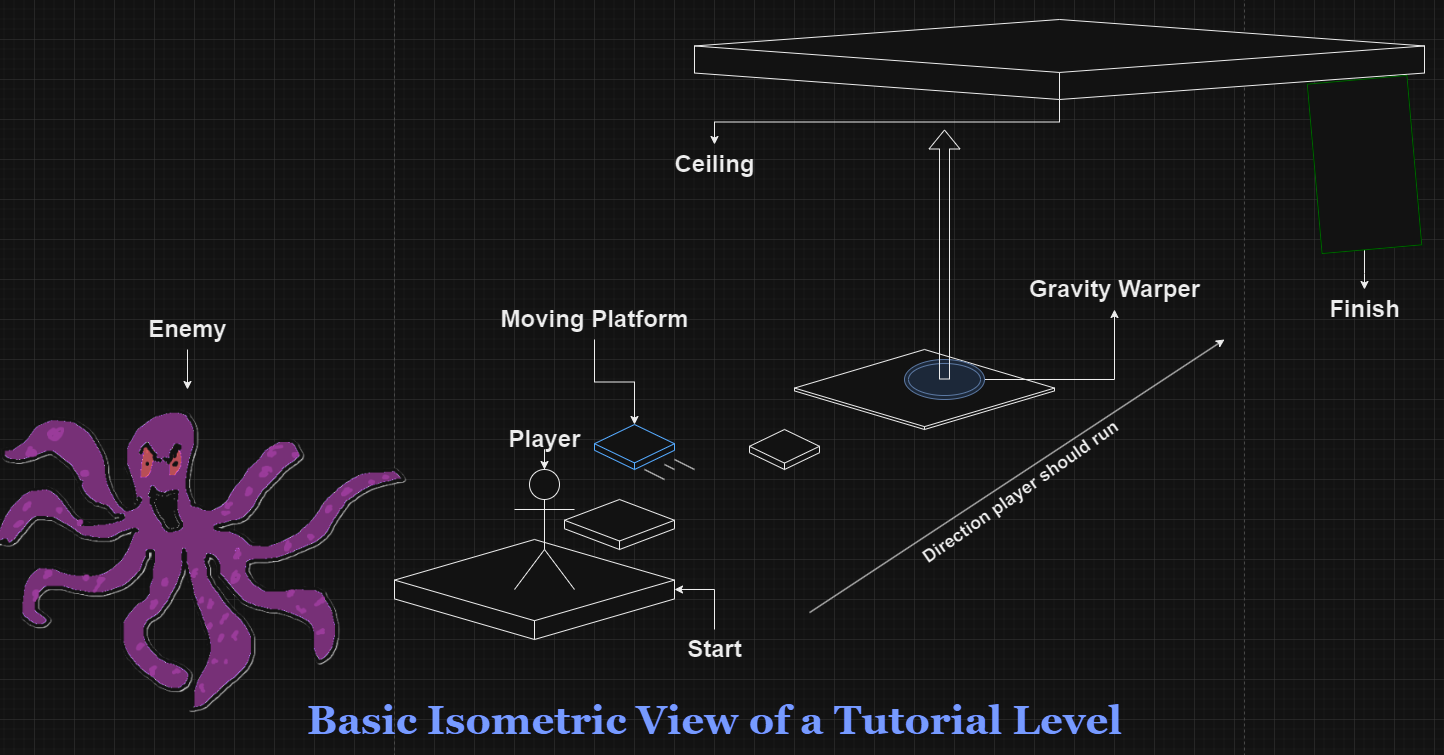 Ceiling
Gravity Warper
Finish
Moving Platform
Enemy
Player
Direction player should run
Start
Basic Isometric View of a Tutorial Level